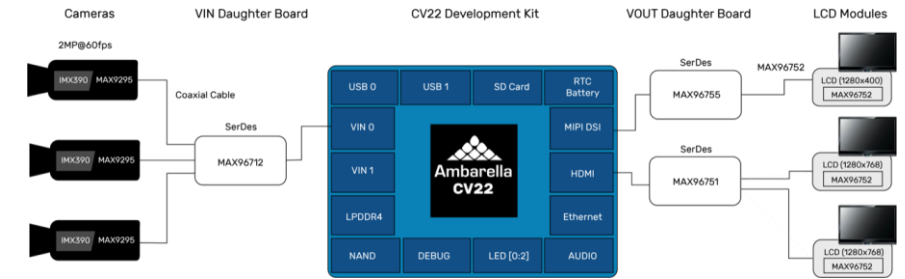 Cameras
VIN Daughter Board
CV22 Development Kit
VOUT Daughter Board
LCD Modules
2MP@60fps
IMX390 MAX9295
Coaxial Cable
IMX390 MAX9295
IMX390 MAX9295
SerDes
MAX96712
USB 0
USB 1
SD Card
RTC
Battery
VIN 0
MIPI DSI
VIN 1
Ambarella
CV22
HDMI
LPDDR4
Ethernet
NAND
DEBUG
LED [0:2]
AUDIO
SerDes
MAX96755
MAX96752
SerDes
MAX96751
LCD (1280x400)
MAX96752
LCD (1280x768)
MAX96752
LCD (1280x768)
MAX96752